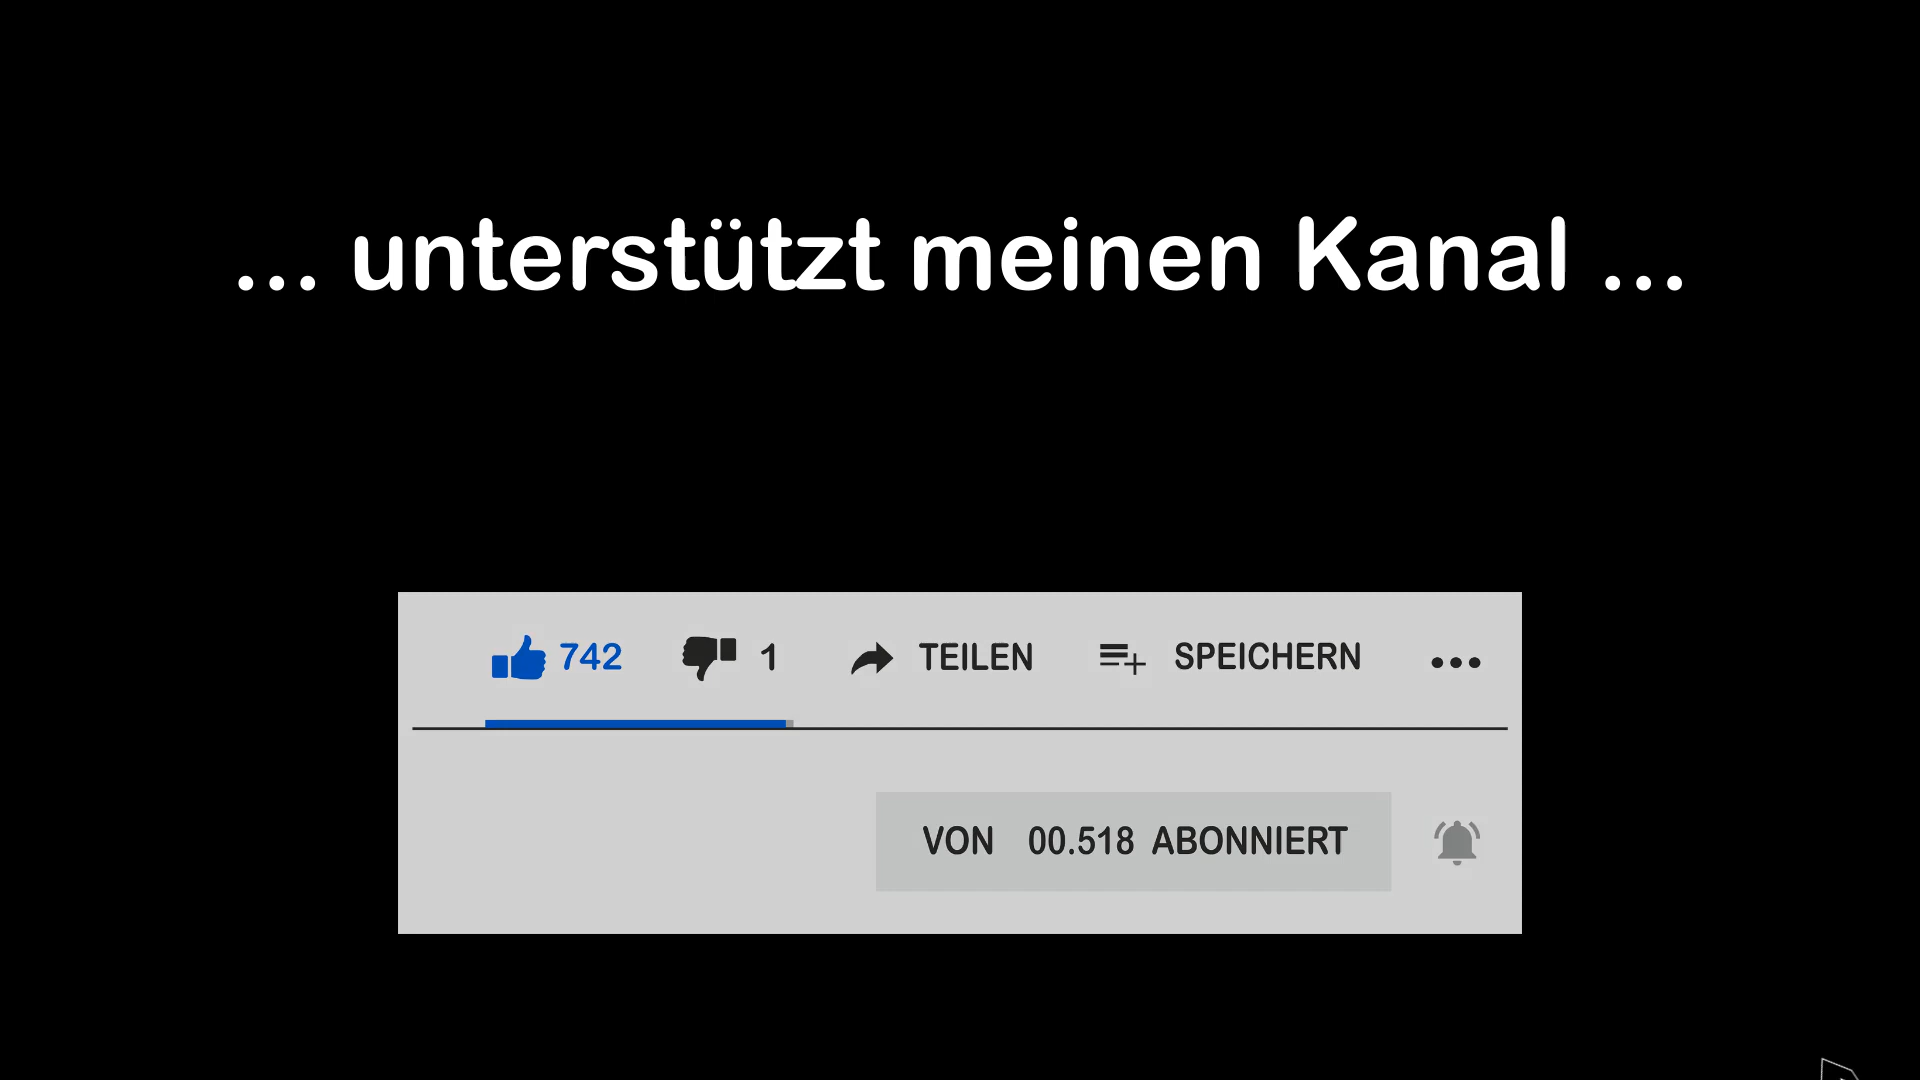 ... unterstützt meinen Kanal ...
742 1 TEILEN SPEICHERN
VON 00.518 ABONNIERT